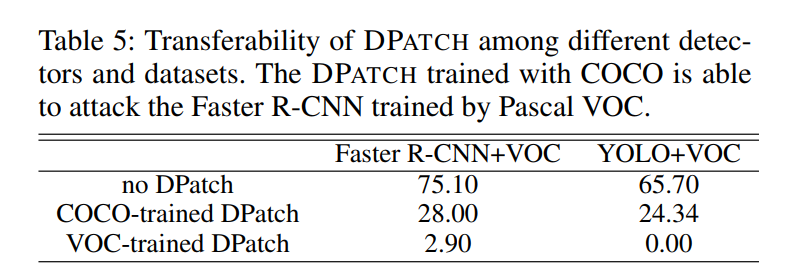 Table 5: Transferability of DPATCH among different detec-
tors and datasets. The DPATCH trained with COCO is able
to attack the Faster R-CNN trained by Pascal VOC.
Faster R-CNN+VOC YOLO+VOC
no DPatch 75.10 65.70
COCO-trained DPatch 28.00 24.34
VOC-trained DPatch 2.90 0.00